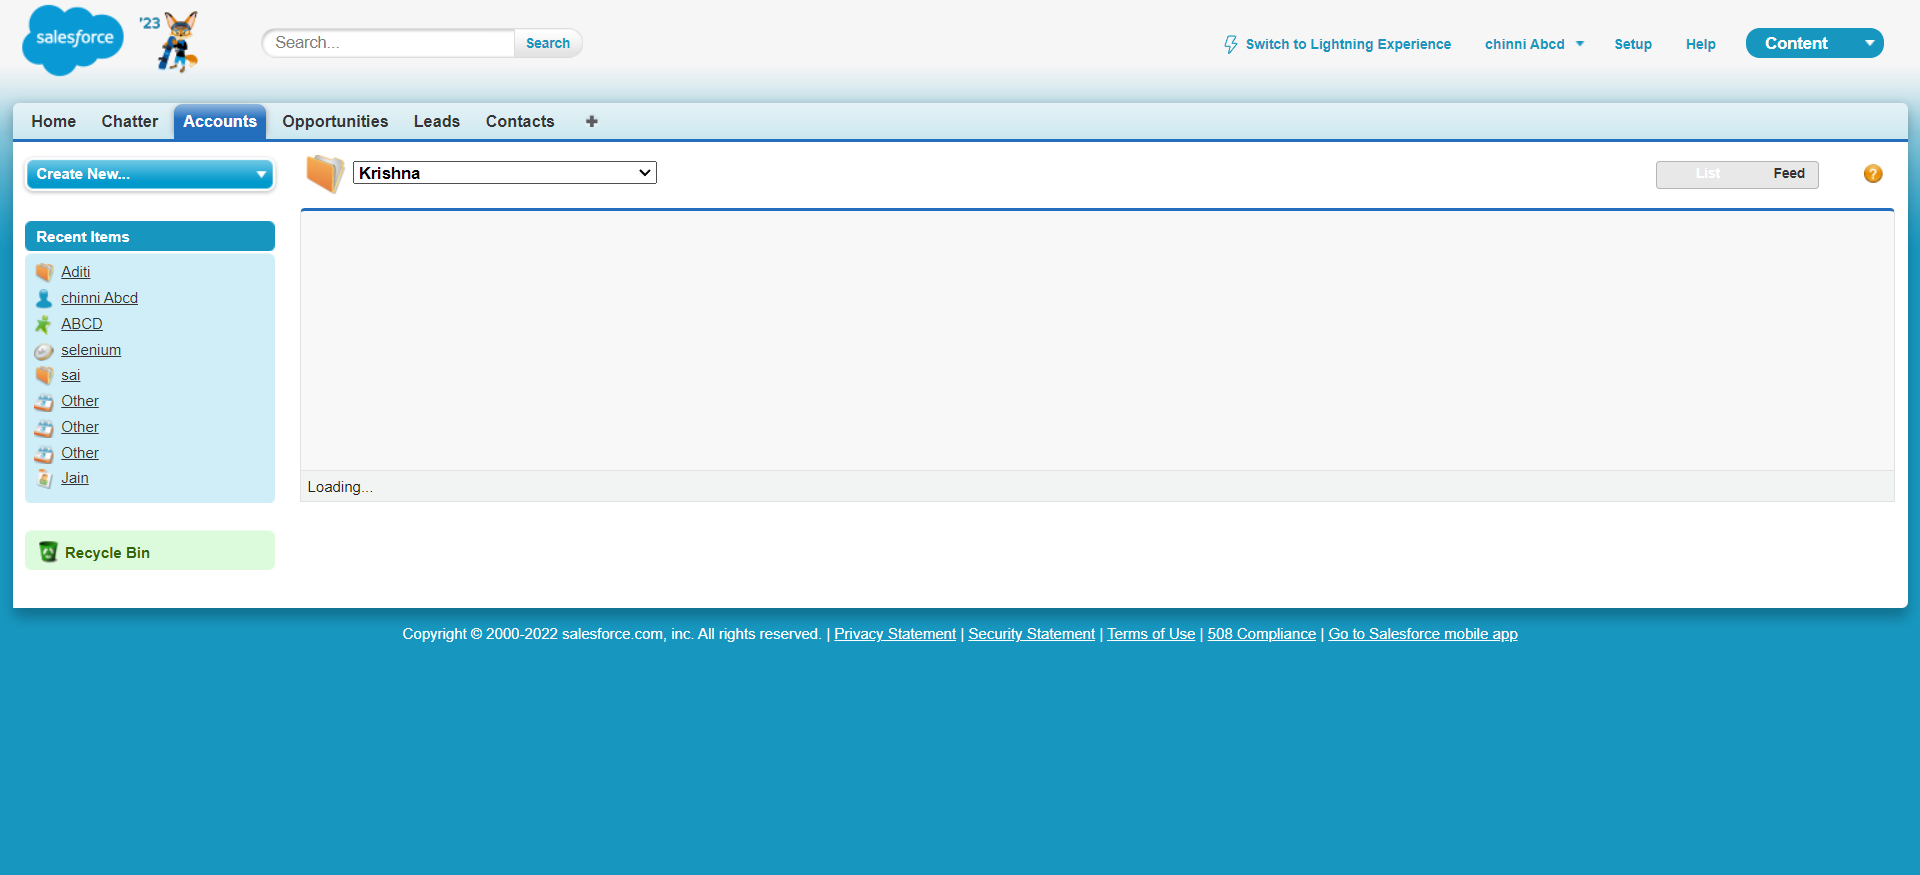 salesforce
'23
Search...
Search
Switch to Lightning Experience
chinni Abcd
Setup
Help
Content
Home
Chatter
Accounts
Opportunities
Leads
Contacts
Create New...
Krishna
List
Feed
?
Recent Items
Aditi
chinni Abcd
ABCD
selenium
sai
Other
Other
Other
Jain
Loading...
Recycle Bin
Copyright © 2000-2022 salesforce.com, inc. All rights reserved. | Privacy Statement | Security Statement | Terms of Use | 508 Compliance | Go to Salesforce mobile app